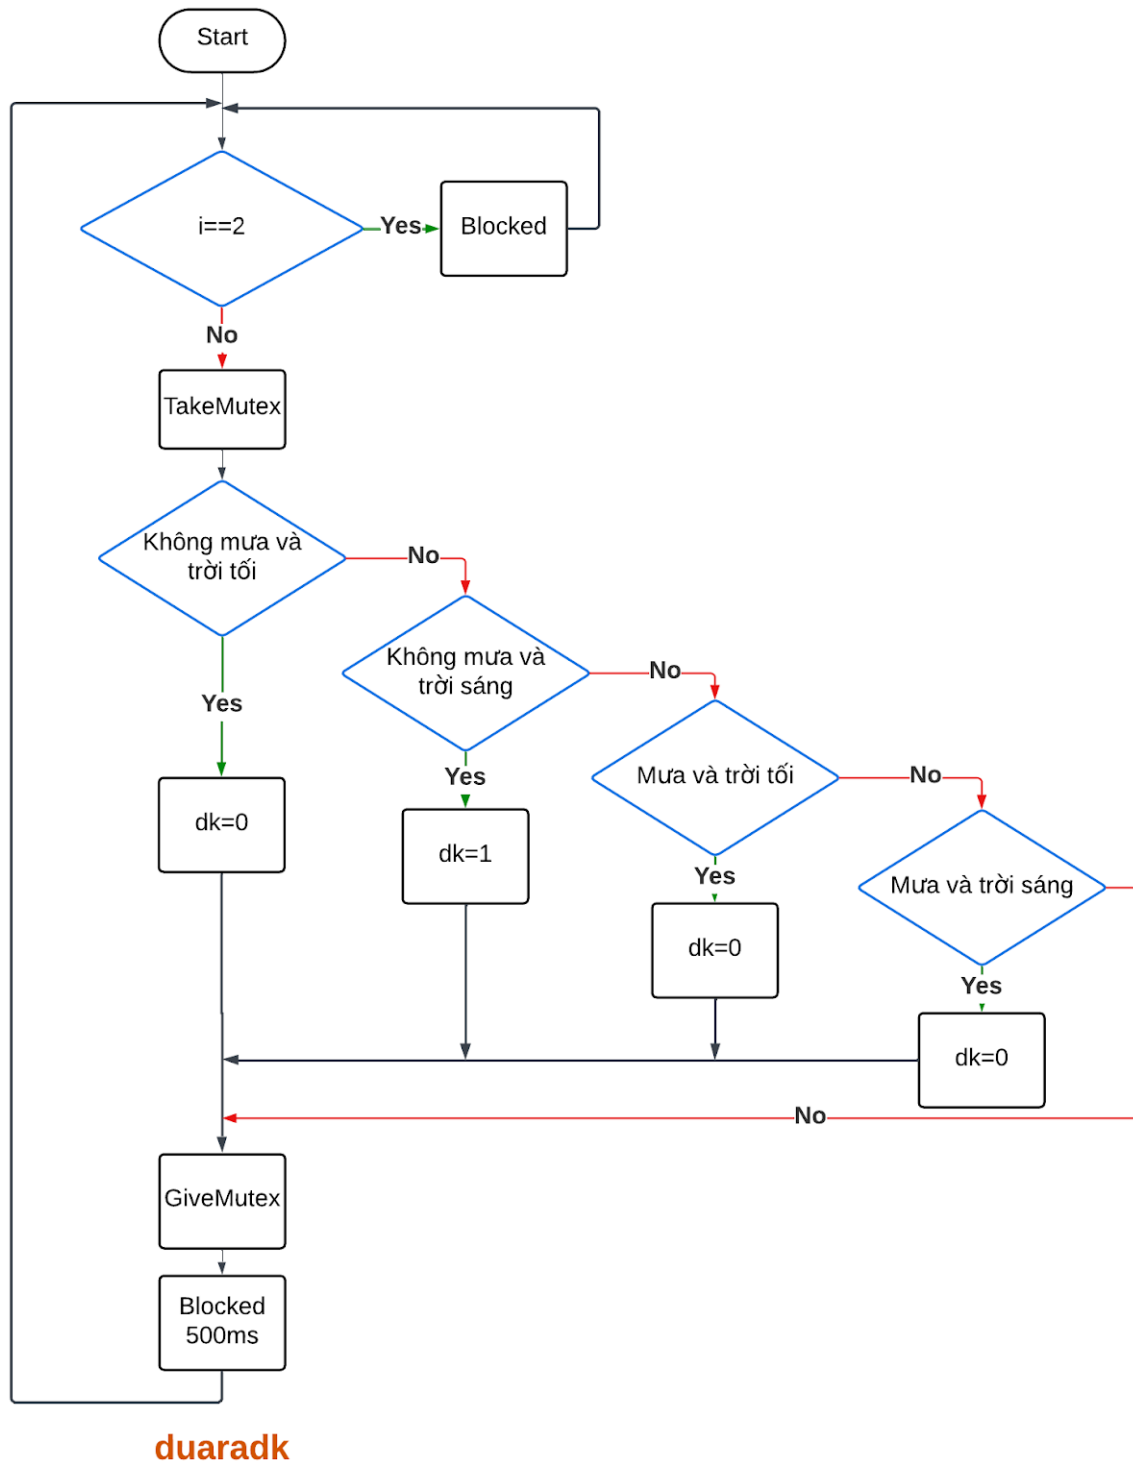 Start
i==2
Yes
Blocked
No
TakeMutex
Không mưa và
trời tối
No
Không mưa và
trời sáng
No
Yes
Mưa và trời tối
No
Yes
dk=0
dk=1
Yes
Mưa và trời sáng
dk=0
Yes
dk=0
No
GiveMutex
Blocked
500ms
duaradk